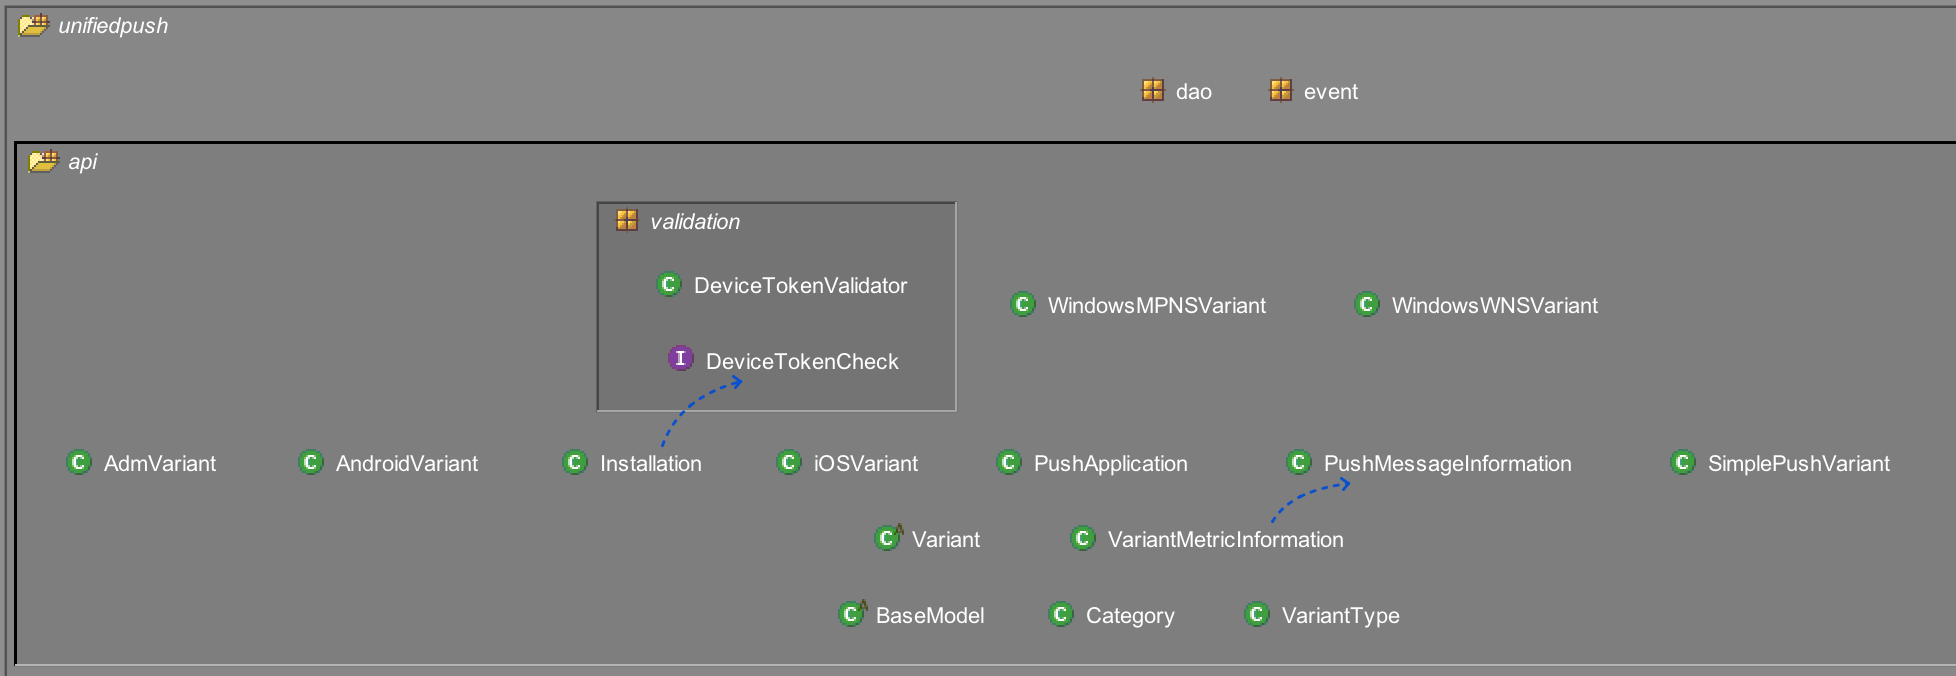 unifiedpush
dao event
api
validation
C DeviceTokenValidator
C WindowsMPNSVariant C WindowsWNSVariant
I DeviceTokenCheck
C AdmVariant C AndroidVariant C Installation C iOSVariant C PushApplication C PushMessageInformation C SimplePushVariant
C A Variant C VariantMetricInformation
C A BaseModel C Category C VariantType